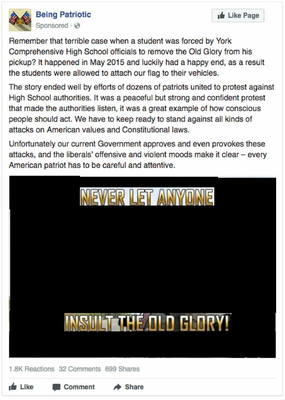 Being Patriotic
Like Page
Sponsored ·
Remember that terrible case when a student was forced by York
Comprehensive High School officials to remove the Old Glory from his
pickup? It happened in May 2015 and luckily had a happy end, as a result
the students were allowed to attach our flag to their vehicles.
The story ended well by efforts of dozens of patriots united to protest against
High School authorities. It was a peaceful but strong and confident protest
that made the authorities listen, it was a great example of how conscious
people should act. We have to keep ready to stand against all kinds of
attacks on American values and Constitutional laws.
Unfortunately our current Government approves and even provokes these
attacks, and the liberals' offensive and violent moods make it clear – every
American patriot has to be careful and attentive.
NEVER LET ANYONE
INSULT THE OLD GLORY!
1.8K Reactions 32 Comments 699 Shares
Like Comment Share